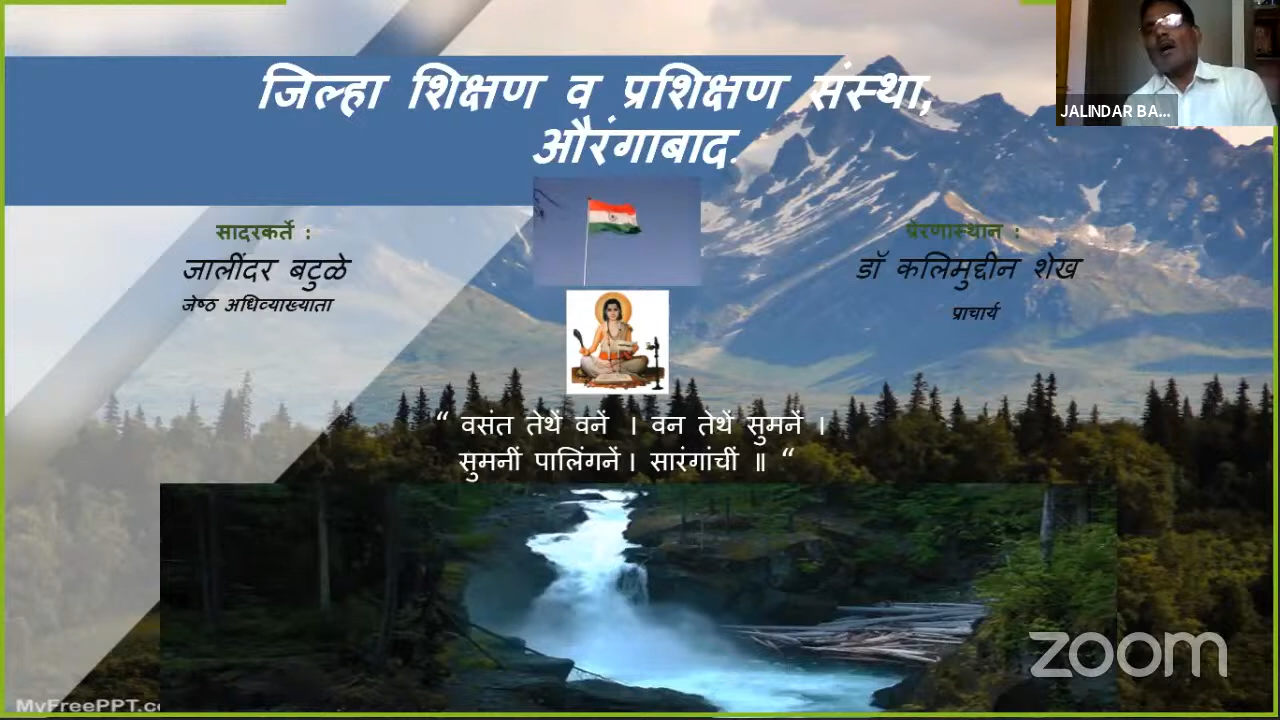 जिल्हा शिक्षण व प्रशिक्षण संस्था,
औरंगाबाद.
JALINDAR BA...
सादरकर्ते :
जालींदर बटुळे
जेष्ठ अधिव्याख्याता
प्रेरणास्थान :
डॉ कलिमुद्दीन शेख
प्राचार्य
“ वसंत तेथें वनें । वन तेथें सुमनें ।
सुमनीं पालिंगनें। सारंगांचीं ॥ “
zoom
MyFreePPT.c